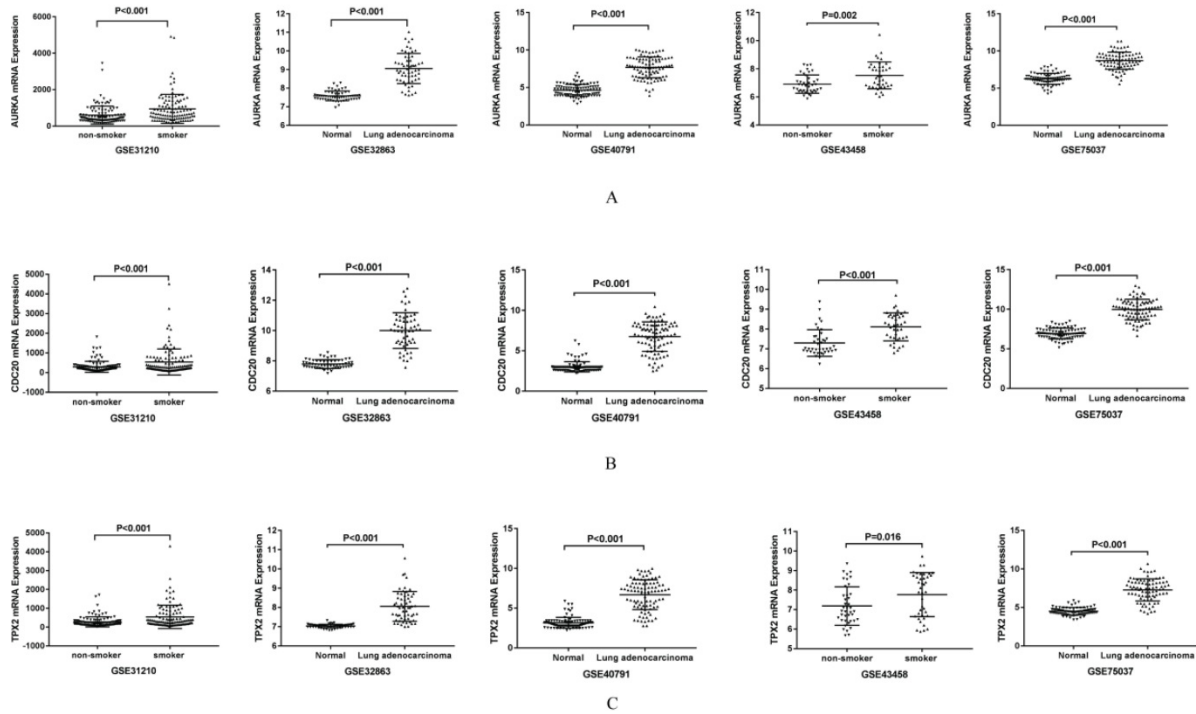 P<0.001
AURKA mRNA Expression
6000
4000
2000
0
non-smoker smoker
GSE31210
P<0.001
AURKA mRNA Expression
12
11
10
9
8
7
6
Normal Lung adenocarcinoma
GSE32863
P<0.001
AURKA mRNA Expression
15
10
5
0
Normal Lung adenocarcinoma
GSE40791
P=0.002
AURKA mRNA Expression
12
10
8
6
4
non-smoker smoker
GSE43458
P<0.001
AURKA mRNA Expression
15
10
5
0
Normal Lung adenocarcinoma
GSE75037
A
P<0.001
CDC20 mRNA Expression
5000
4000
3000
2000
1000
0
-1000
non-smoker smoker
GSE31210
P<0.001
CDC20 mRNA Expression
14
12
10
8
6
Normal Lung adenocarcinoma
GSE32863
P<0.001
CDC20 mRNA Expression
15
10
5
0
Normal Lung adenocarcinoma
GSE40791
P<0.001
CDC20 mRNA Expression
11
10
9
8
7
6
5
non-smoker smoker
GSE43458
P<0.001
CDC20 mRNA Expression
15
10
5
0
Normal Lung adenocarcinoma
GSE75037
B
P<0.001
TPX2 mRNA Expression
5000
4000
3000
2000
1000
0
-1000
non-smoker smoker
GSE31210
P<0.001
TPX2 mRNA Expression
12
11
10
9
8
7
6
Normal Lung adenocarcinoma
GSE32863
P<0.001
TPX2 mRNA Expression
15
10
5
0
Normal Lung adenocarcinoma
GSE40791
P=0.016
TPX2 mRNA Expression
11
10
9
8
7
6
5
non-smoker smoker
GSE43458
P<0.001
TPX2 mRNA Expression
15
10
5
0
Normal Lung adenocarcinoma
GSE75037
C